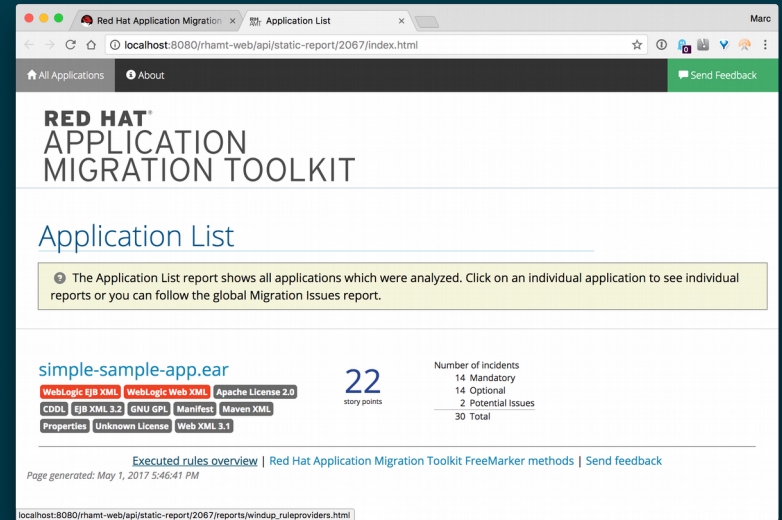 Red Hat Application Migration
Application List
Marc
localhost:8080/rhamt-web/api/static-report/2067/index.html
All Applications
About
Send Feedback
RED HAT®
APPLICATION
MIGRATION TOOLKIT
Application List
The Application List report shows all applications which were analyzed. Click on an individual application to see individual
reports or you can follow the global Migration Issues report.
simple-sample-app.ear
WebLogic EJB XML WebLogic Web XML Apache License 2.0
CDDL EJB XML 3.2 GNU GPL Manifest Maven XML
Properties Unknown License Web XML 3.1
22
story points
Number of incidents
14 Mandatory
14 Optional
2 Potential Issues
30 Total
Executed rules overview | Red Hat Application Migration Toolkit FreeMarker methods | Send feedback
Page generated: May 1, 2017 5:46:41 PM
localhost:8080/rhamt-web/api/static-report/2067/reports/windup_ruleproviders.html